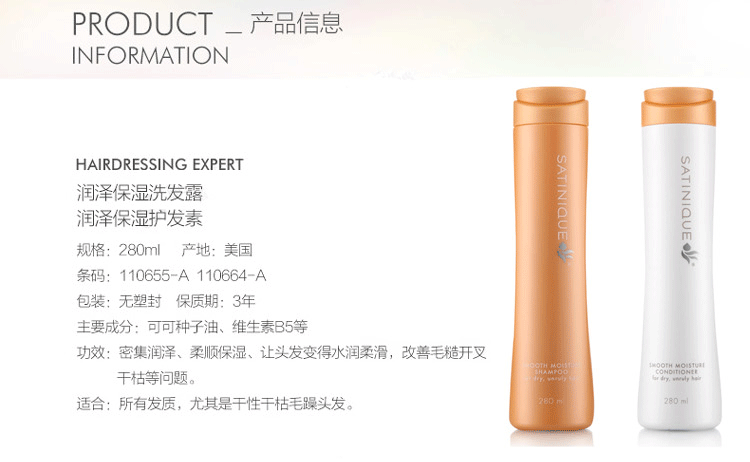 PRODUCT _ 产品信息
INFORMATION
HAIRDRESSING EXPERT
润泽保湿洗发露
润泽保湿护发素
规格：280ml 产地：美国
条码：110655-A 110664-A
包装：无塑封 保质期：3年
主要成分：可可种子油、维生素B5等
功效：密集润泽、柔顺保湿、让头发变得水润柔滑，改善毛糙开叉
干枯等问题。
适合：所有发质，尤其是干性干枯毛躁头发。
SATINIQUE
SMOOTH MOISTURE
SHAMPOO
for dry, unruly hair
280 ml
SATINIQUE
SMOOTH MOISTURE
CONDITIONER
for dry, unruly hair
280 ml